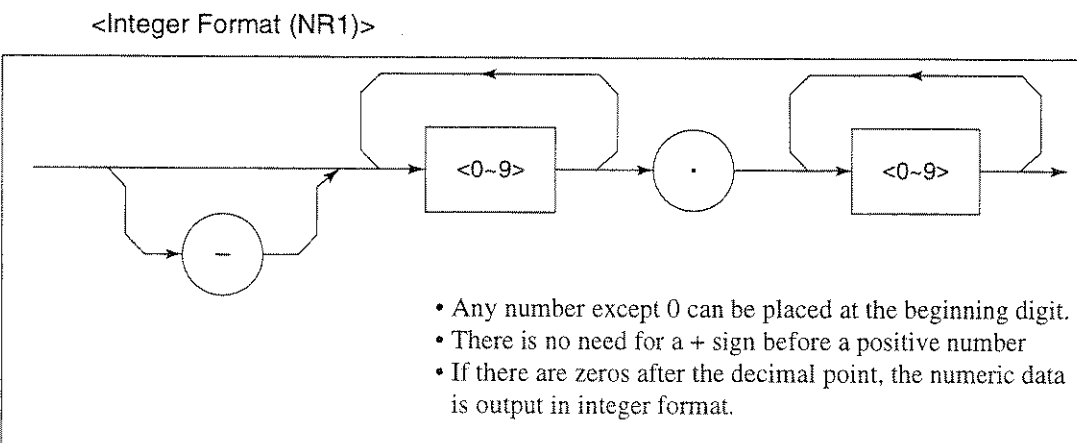 <Integer Format (NR1)>
<0~9>
.
<0~9>
−
• Any number except 0 can be placed at the beginning digit.
• There is no need for a + sign before a positive number
• If there are zeros after the decimal point, the numeric data
is output in integer format.